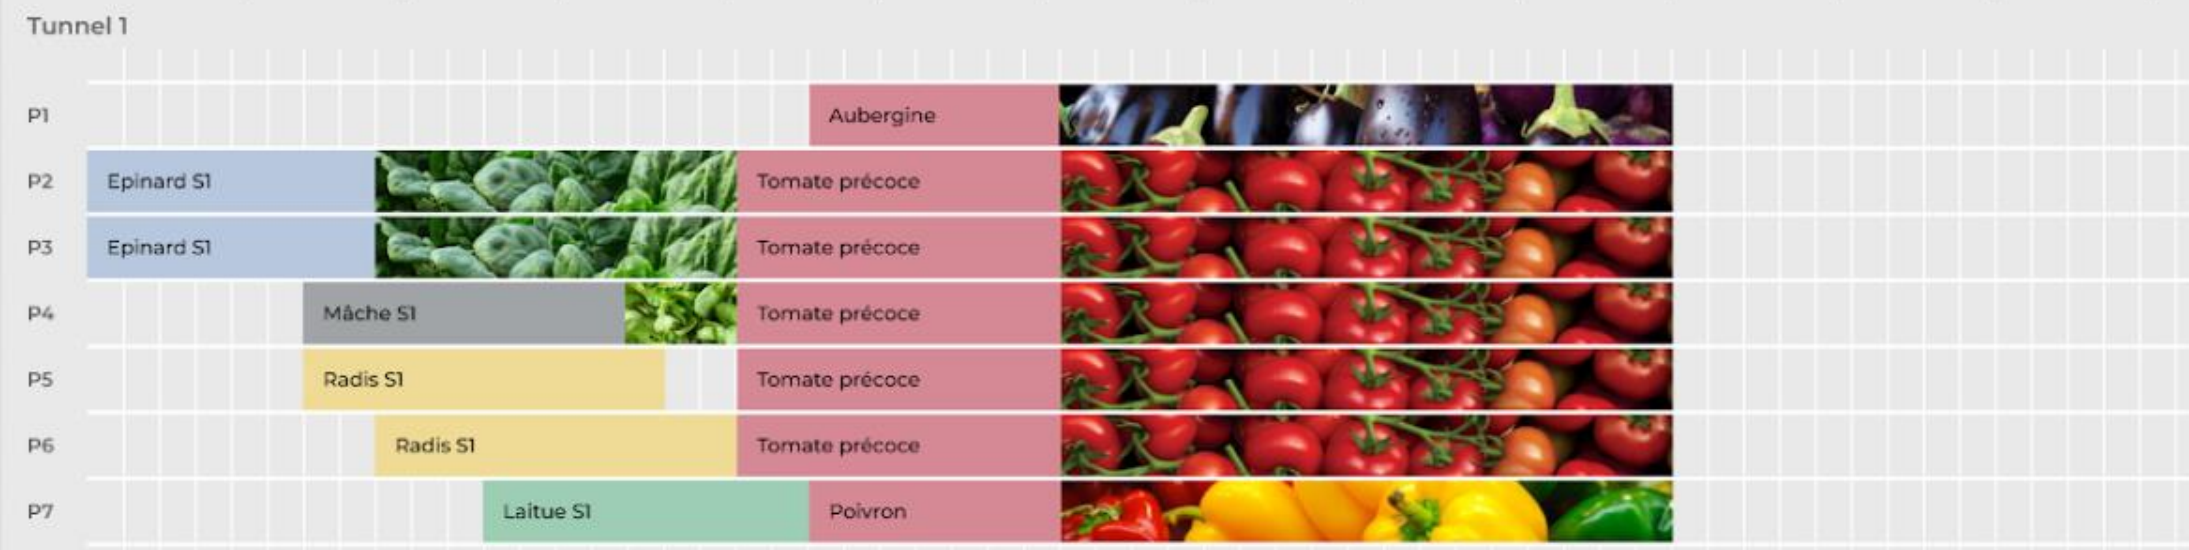 Tunnel 1
P1 Aubergine
P2 Epinard S1 Tomate précoce
P3 Epinard S1 Tomate précoce
P4 Mâche S1 Tomate précoce
P5 Radis S1 Tomate précoce
P6 Radis S1 Tomate précoce
P7 Laitue S1 Poivron